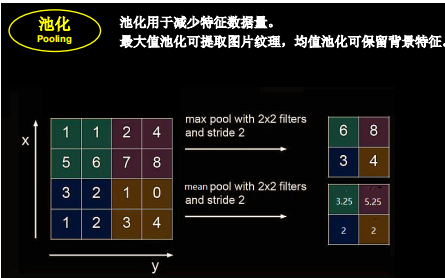 池化
Pooling
池化用于减少特征数据量。
最大值池化可提取图片纹理，均值池化可保留背景特征。
x
1 1 2 4
5 6 7 8
3 2 1 0
1 2 3 4
y
max pool with 2x2 filters
and stride 2
6 8
3 4
mean pool with 2x2 filters
and stride 2
3.25 5.25
2 2